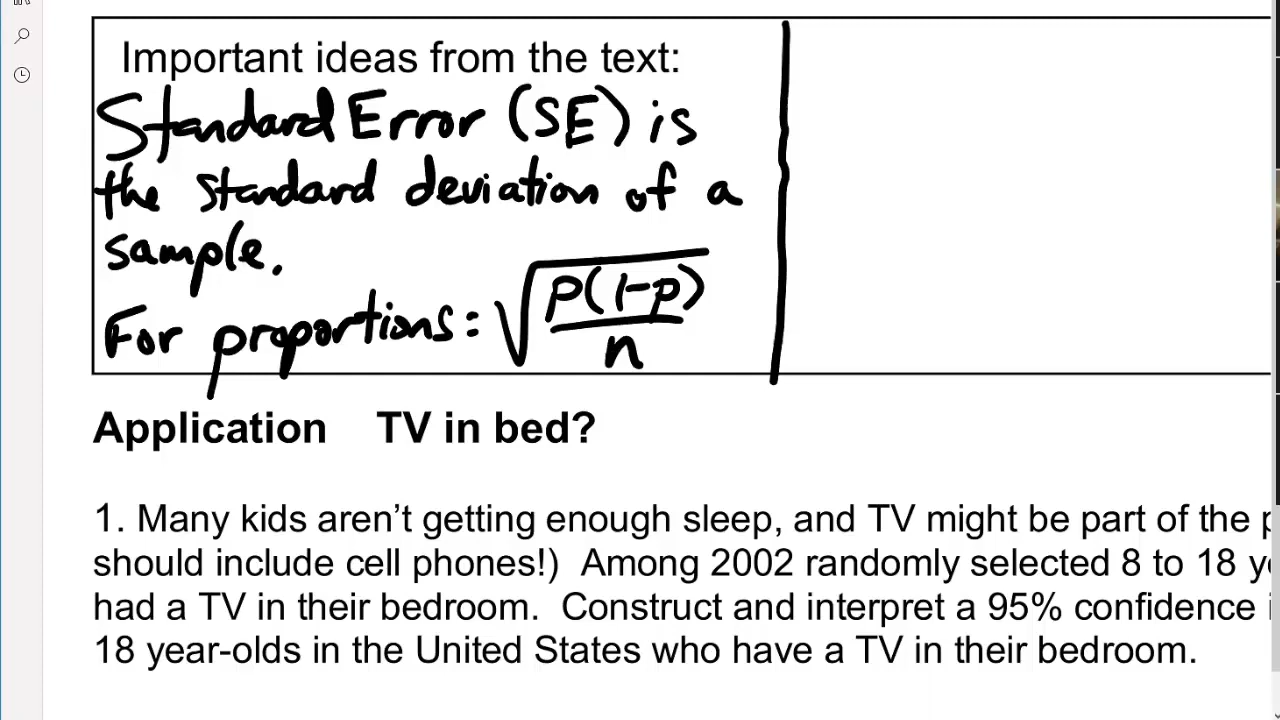 Important ideas from the text:
Standard Error (SE) is
the standard deviation of a
sample.
For proportions: √(p(1-p)/n)
Application TV in bed?
1. Many kids aren't getting enough sleep, and TV might be part of the
should include cell phones!) Among 2002 randomly selected 8 to 18
had a TV in their bedroom. Construct and interpret a 95% confidence
18 year-olds in the United States who have a TV in their bedroom.